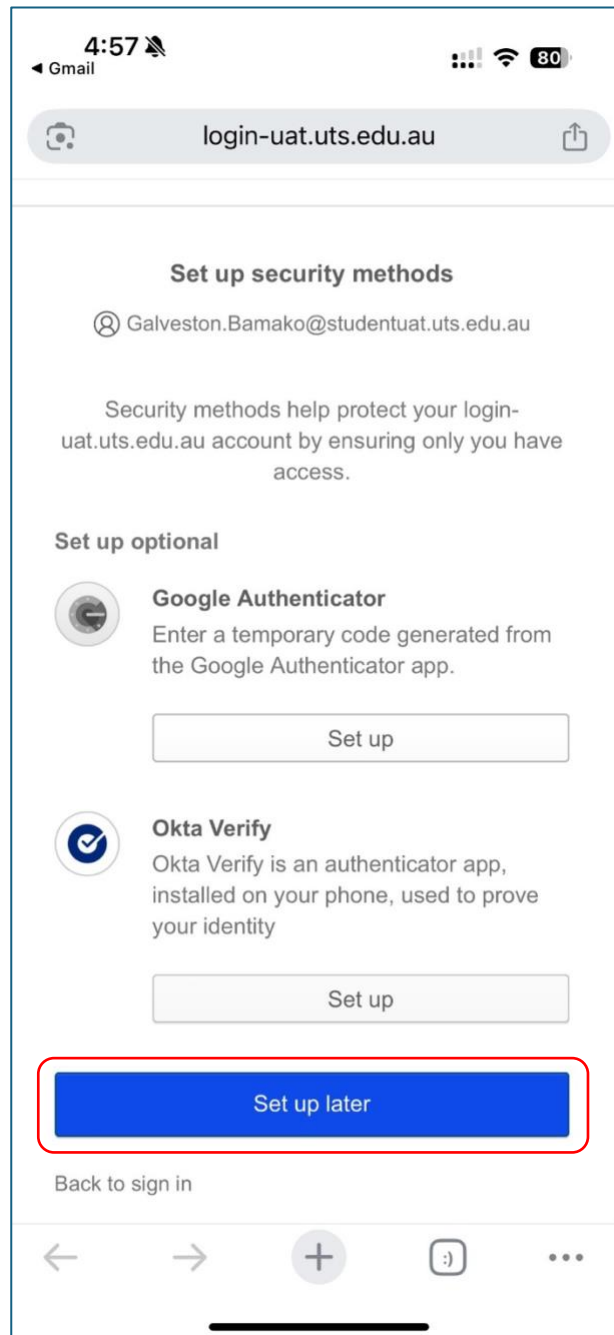 4:57
◀ Gmail
80
login-uat.uts.edu.au
Set up security methods
Galveston.Bamako@studentuat.uts.edu.au
Security methods help protect your login-
uat.uts.edu.au account by ensuring only you have
access.
Set up optional
Google Authenticator
Enter a temporary code generated from
the Google Authenticator app.
Set up
Okta Verify
Okta Verify is an authenticator app,
installed on your phone, used to prove
your identity
Set up
Set up later
Back to sign in
:)